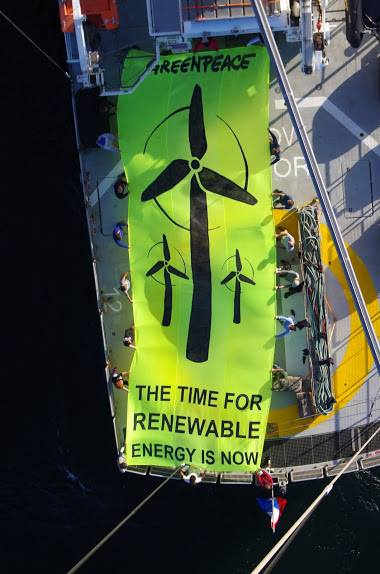 GREENPEACE
THE TIME FOR
RENEWABLE
ENERGY IS NOW